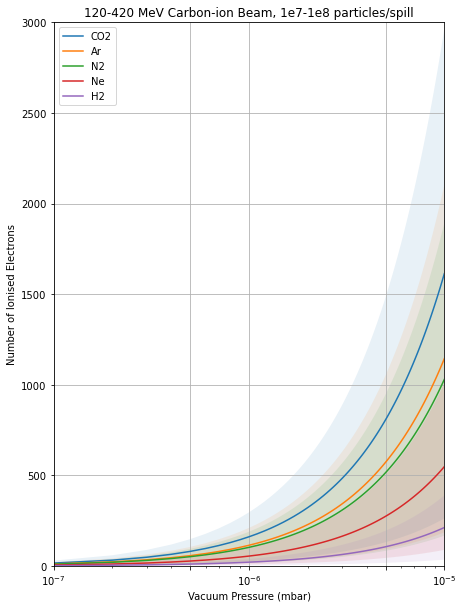 120-420 MeV Carbon-ion Beam, 1e7-1e8 particles/spill
CO2
Ar
N2
Ne
H2
Number of Ionised Electrons
3000
2500
2000
1500
1000
500
0
10⁻⁷
10⁻⁶
10⁻⁵
Vacuum Pressure (mbar)